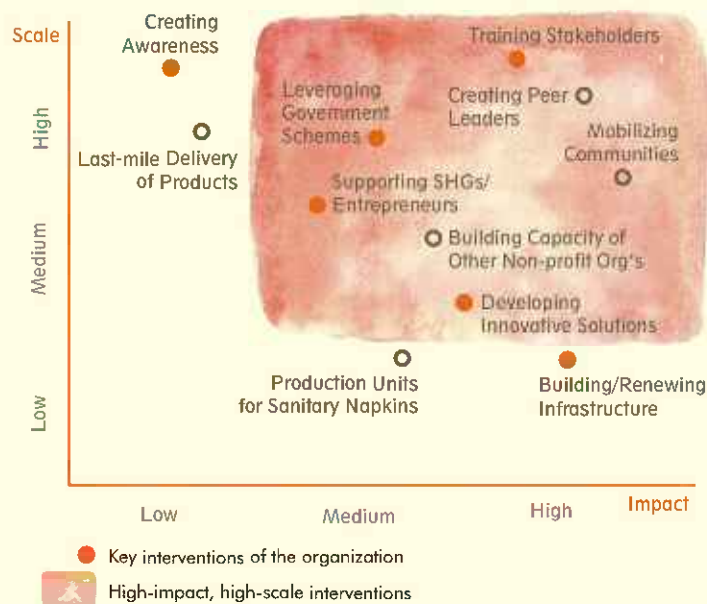 Scale
High
Medium
Low
Creating
Awareness
Last-mile Delivery
of Products
Training Stakeholders
Leveraging
Government
Schemes
Creating Peer
Leaders
Mobilizing
Communities
Supporting SHGs/
Entrepreneurs
Building Capacity of
Other Non-profit Org's
Developing
Innovative Solutions
Production Units
for Sanitary Napkins
Building/Renewing
Infrastructure
Low
Medium
High
Impact
Key interventions of the organization
High-impact, high-scale interventions